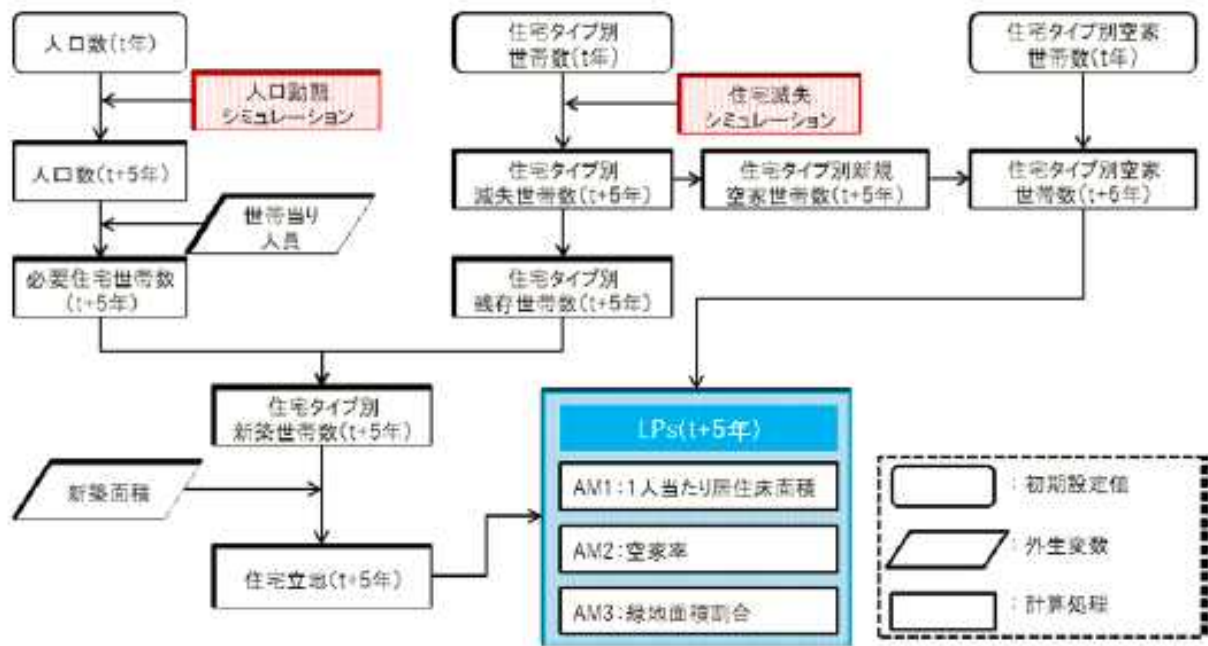 人口数(t年)
住宅タイプ別
世帯数(t年)
住宅タイプ別空家
世帯数(t年)
人口動態
シミュレーション
住宅滅失
シミュレーション
人口数(t+5年)
住宅タイプ別
滅失世帯数(t+5年)
住宅タイプ別新規
空家世帯数(t+5年)
住宅タイプ別空家
世帯数(t+5年)
世帯当り
人員
必要住宅世帯数
(t+5年)
住宅タイプ別
残存世帯数(t+5年)
住宅タイプ別
新築世帯数(t+5年)
新築面積
住宅立地(t+5年)
LPs(t+5年)
AM1:1人当たり居住床面積
AM2:空家率
AM3:緑地面積割合
:初期設定値
:外生変数
:計算処理